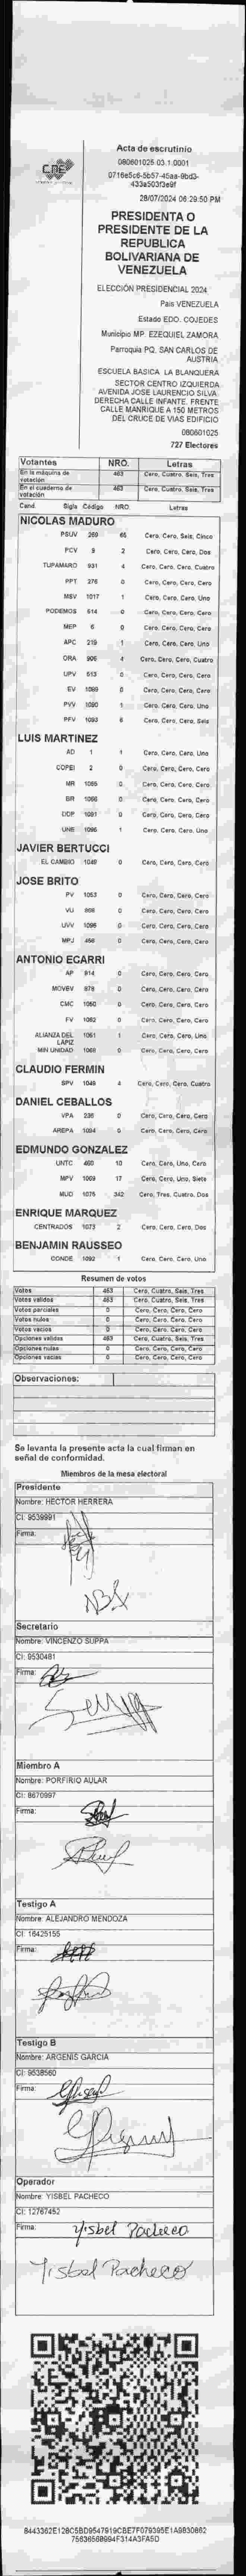 CNE
Acta de escrutinio
080601025.03.1.0001
28/07/2024 06:29:50 PM
PRESIDENTA O
PRESIDENTE DE LA
REPUBLICA
BOLIVARIANA DE
VENEZUELA
ELECCIÓN PRESIDENCIAL 2024
País VENEZUELA
Estado EDO. COJEDES
Municipio MP. EZEQUIEL ZAMORA
Parroquia PQ. SAN CARLOS DE
AUSTRIA
ESCUELA BASICA LA BLANQUERA
SECTOR CENTRO IZQUIERDA
AVENIDA JOSE LAURENCIO SILVA.
DERECHA CALLE INFANTE. FRENTE
CALLE MANRIQUE A 150 METROS
DEL CRUCE DE VIAS EDIFICIO
080601025
727 Electores
Votantes NRO. Letras
En la máquina de votación 463 Cero, Cuatro, Seis, Tres
En el cuaderno de votación 463 Cero, Cuatro, Seis, Tres
Cand. Sigla Código NRO. Letras
NICOLAS MADURO
PSUV 269 65 Cero, Cero, Seis, Cinco
PCV 9 2 Cero, Cero, Cero, Dos
TUPAMARO 931 4 Cero, Cero, Cero, Cuatro
PPT 276 0 Cero, Cero, Cero, Cero
MSV 1017 1 Cero, Cero, Cero, Uno
PODEMOS 514 0 Cero, Cero, Cero, Cero
MEP 6 0 Cero, Cero, Cero, Cero
APC 219 1 Cero, Cero, Cero, Uno
ORA 906 4 Cero, Cero, Cero, Cuatro
UPV 513 0 Cero, Cero, Cero, Cero
EV 1089 0 Cero, Cero, Cero, Cero
PVV 1090 1 Cero, Cero, Cero, Uno
PFV 1093 6 Cero, Cero, Cero, Seis
LUIS MARTINEZ
AD 1 1 Cero, Cero, Cero, Uno
COPEI 2 0 Cero, Cero, Cero, Cero
MR 1065 0 Cero, Cero, Cero, Cero
BR 1066 0 Cero, Cero, Cero, Cero
DDP 1091 0 Cero, Cero, Cero, Cero
UNE 1095 1 Cero, Cero, Cero, Uno
JAVIER BERTUCCI
EL CAMBIO 1049 0 Cero, Cero, Cero, Cero
JOSE BRITO
PV 1053 0 Cero, Cero, Cero, Cero
VU 868 0 Cero, Cero, Cero, Cero
UVV 1096 0 Cero, Cero, Cero, Cero
MPJ 458 0 Cero, Cero, Cero, Cero
ANTONIO ECARRI
AP 914 0 Cero, Cero, Cero, Cero
MOVEV 878 0 Cero, Cero, Cero, Cero
CMC 1050 0 Cero, Cero, Cero, Cero
FV 1082 0 Cero, Cero, Cero, Cero
ALIANZA DEL LAPIZ 1061 1 Cero, Cero, Cero, Uno
MIN UNIDAD 1069 0 Cero, Cero, Cero, Cero
CLAUDIO FERMIN
SPV 1048 4 Cero, Cero, Cero, Cuatro
DANIEL CEBALLOS
VPA 236 0 Cero, Cero, Cero, Cero
AREPA 1094 0 Cero, Cero, Cero, Cero
EDMUNDO GONZALEZ
UNTC 460 10 Cero, Cero, Uno, Cero
MPV 1069 17 Cero, Cero, Uno, Siete
MUD 1075 342 Cero, Tres, Cuatro, Dos
ENRIQUE MARQUEZ
CENTRADOS 1073 2 Cero, Cero, Cero, Dos
BENJAMIN RAUSSEO
CONDE 1092 1 Cero, Cero, Cero, Uno
Resumen de votos
Votos 463 Cero, Cuatro, Seis, Tres
Votos válidos 463 Cero, Cuatro, Seis, Tres
Votos parciales 0 Cero, Cero, Cero, Cero
Votos nulos 0 Cero, Cero, Cero, Cero
Votos vacíos 0 Cero, Cero, Cero, Cero
Opciones válidas 463 Cero, Cuatro, Seis, Tres
Opciones nulas 0 Cero, Cero, Cero, Cero
Opciones vacías 0 Cero, Cero, Cero, Cero
Observaciones:
Se levanta la presente acta la cual firman en
señal de conformidad.
Miembros de la mesa electoral
Presidente
Nombre: HECTOR HERRERA
CI: 9539991
Firma:
Secretario
Nombre: VINCENZO SUPPA
CI: 9530481
Firma:
Miembro A
Nombre: PORFIRIO AULAR
CI: 8670997
Firma:
Testigo A
Nombre: ALEJANDRO MENDOZA
CI: 16425155
Firma:
Testigo B
Nombre: ARGENIS GARCIA
CI: 9538560
Firma:
Operador
Nombre: YISBEL PACHECO
CI: 12767452
Firma: Yisbel Pacheco
Yisbel Pacheco